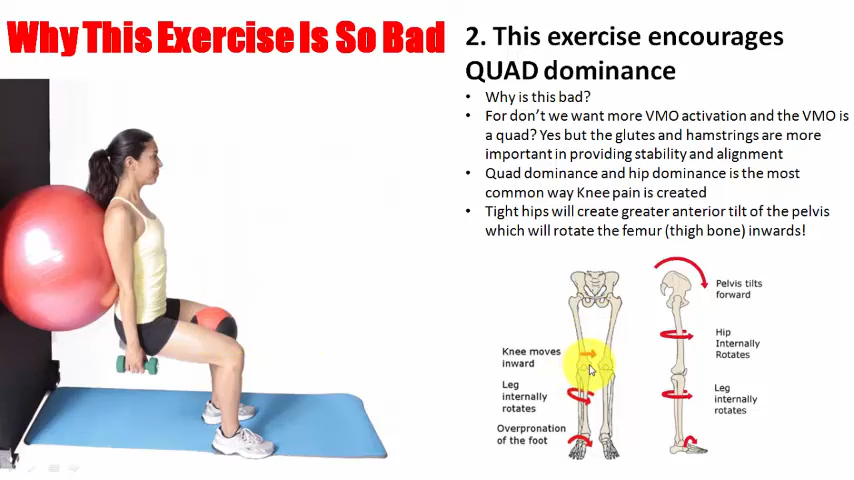 Why This Exercise Is So Bad
2. This exercise encourages
QUAD dominance
• Why is this bad?
• For don't we want more VMO activation and the VMO is
a quad? Yes but the glutes and hamstrings are more
important in providing stability and alignment
• Quad dominance and hip dominance is the most
common way Knee pain is created
• Tight hips will create greater anterior tilt of the pelvis
which will rotate the femur (thigh bone) inwards!
Knee moves
inward
Leg
internally
rotates
Overpronation
of the foot
Pelvis tilts
forward
Hip
Internally
Rotates
Leg
internally
rotates